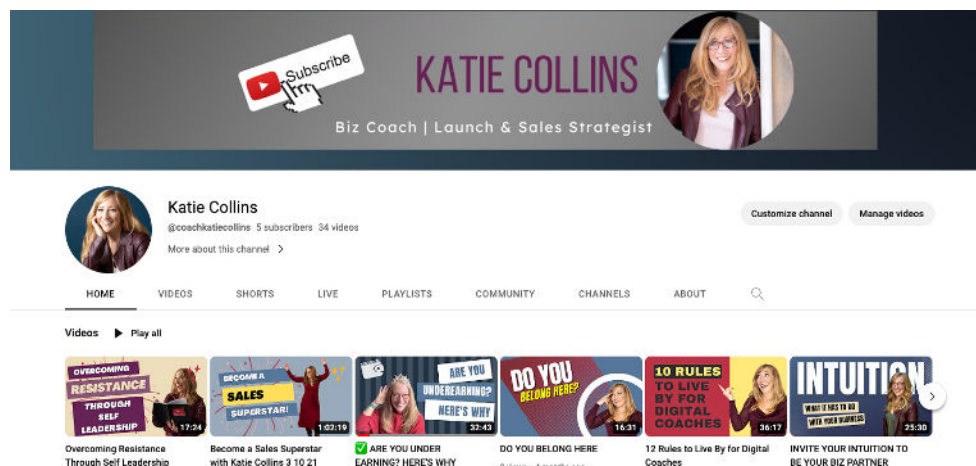 Subscribe
KATIE COLLINS
Biz Coach | Launch & Sales Strategist
Katie Collins
@coachkatiecollins 5 subscribers 34 videos
More about this channel >
Customize channel
Manage videos
HOME VIDEOS SHORTS LIVE PLAYLISTS COMMUNITY CHANNELS ABOUT
Videos Play all
OVERCOMING
RESISTANCE
THROUGH
SELF
LEADERSHIP
17:24
BECOME A
SALES
SUPERSTAR!
1:02:19
ARE YOU
UNDEREARNING?
HERE'S WHY
32:43
DO YOU
BELONG HERE?
16:31
10 RULES
TO LIVE
BY FOR
DIGITAL
COACHES
36:17
INTUITION
WHAT IT HAS TO DO
WITH YOUR BUSINESS
25:30
Overcoming Resistance
Through Self Leadership
Become a Sales Superstar
with Katie Collins 3 10 21
✅ ARE YOU UNDER
EARNING? HERE'S WHY
DO YOU BELONG HERE
12 Rules to Live By for Digital
Coaches
INVITE YOUR INTUITION TO
BE YOUR BIZ PARTNER